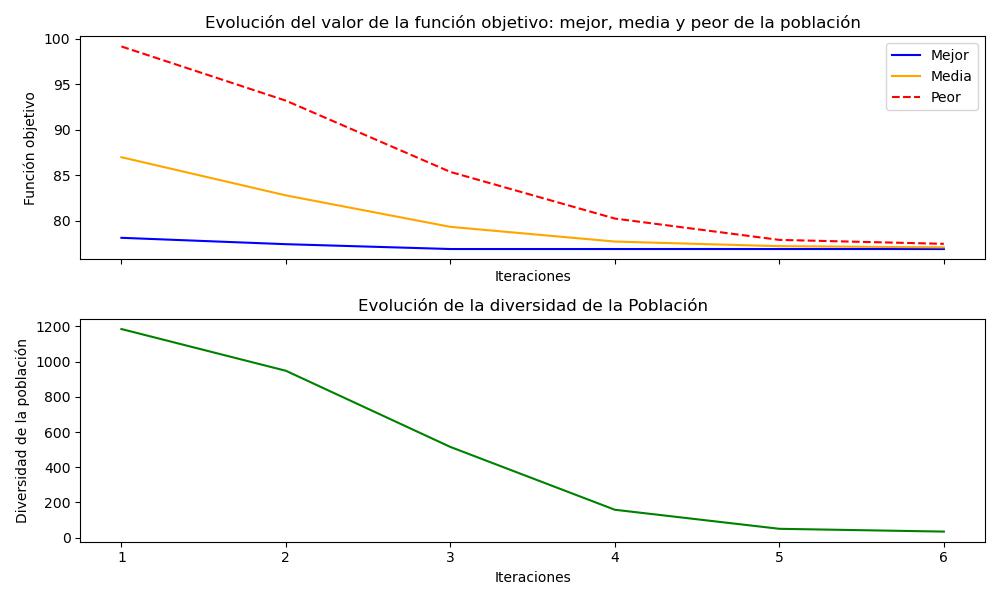 Evolución del valor de la función objetivo: mejor, media y peor de la población
100
95
90
85
80
Función objetivo
Mejor
Media
Peor
Iteraciones
Evolución de la diversidad de la Población
1200
1000
800
600
400
200
0
Diversidad de la población
1 2 3 4 5 6
Iteraciones